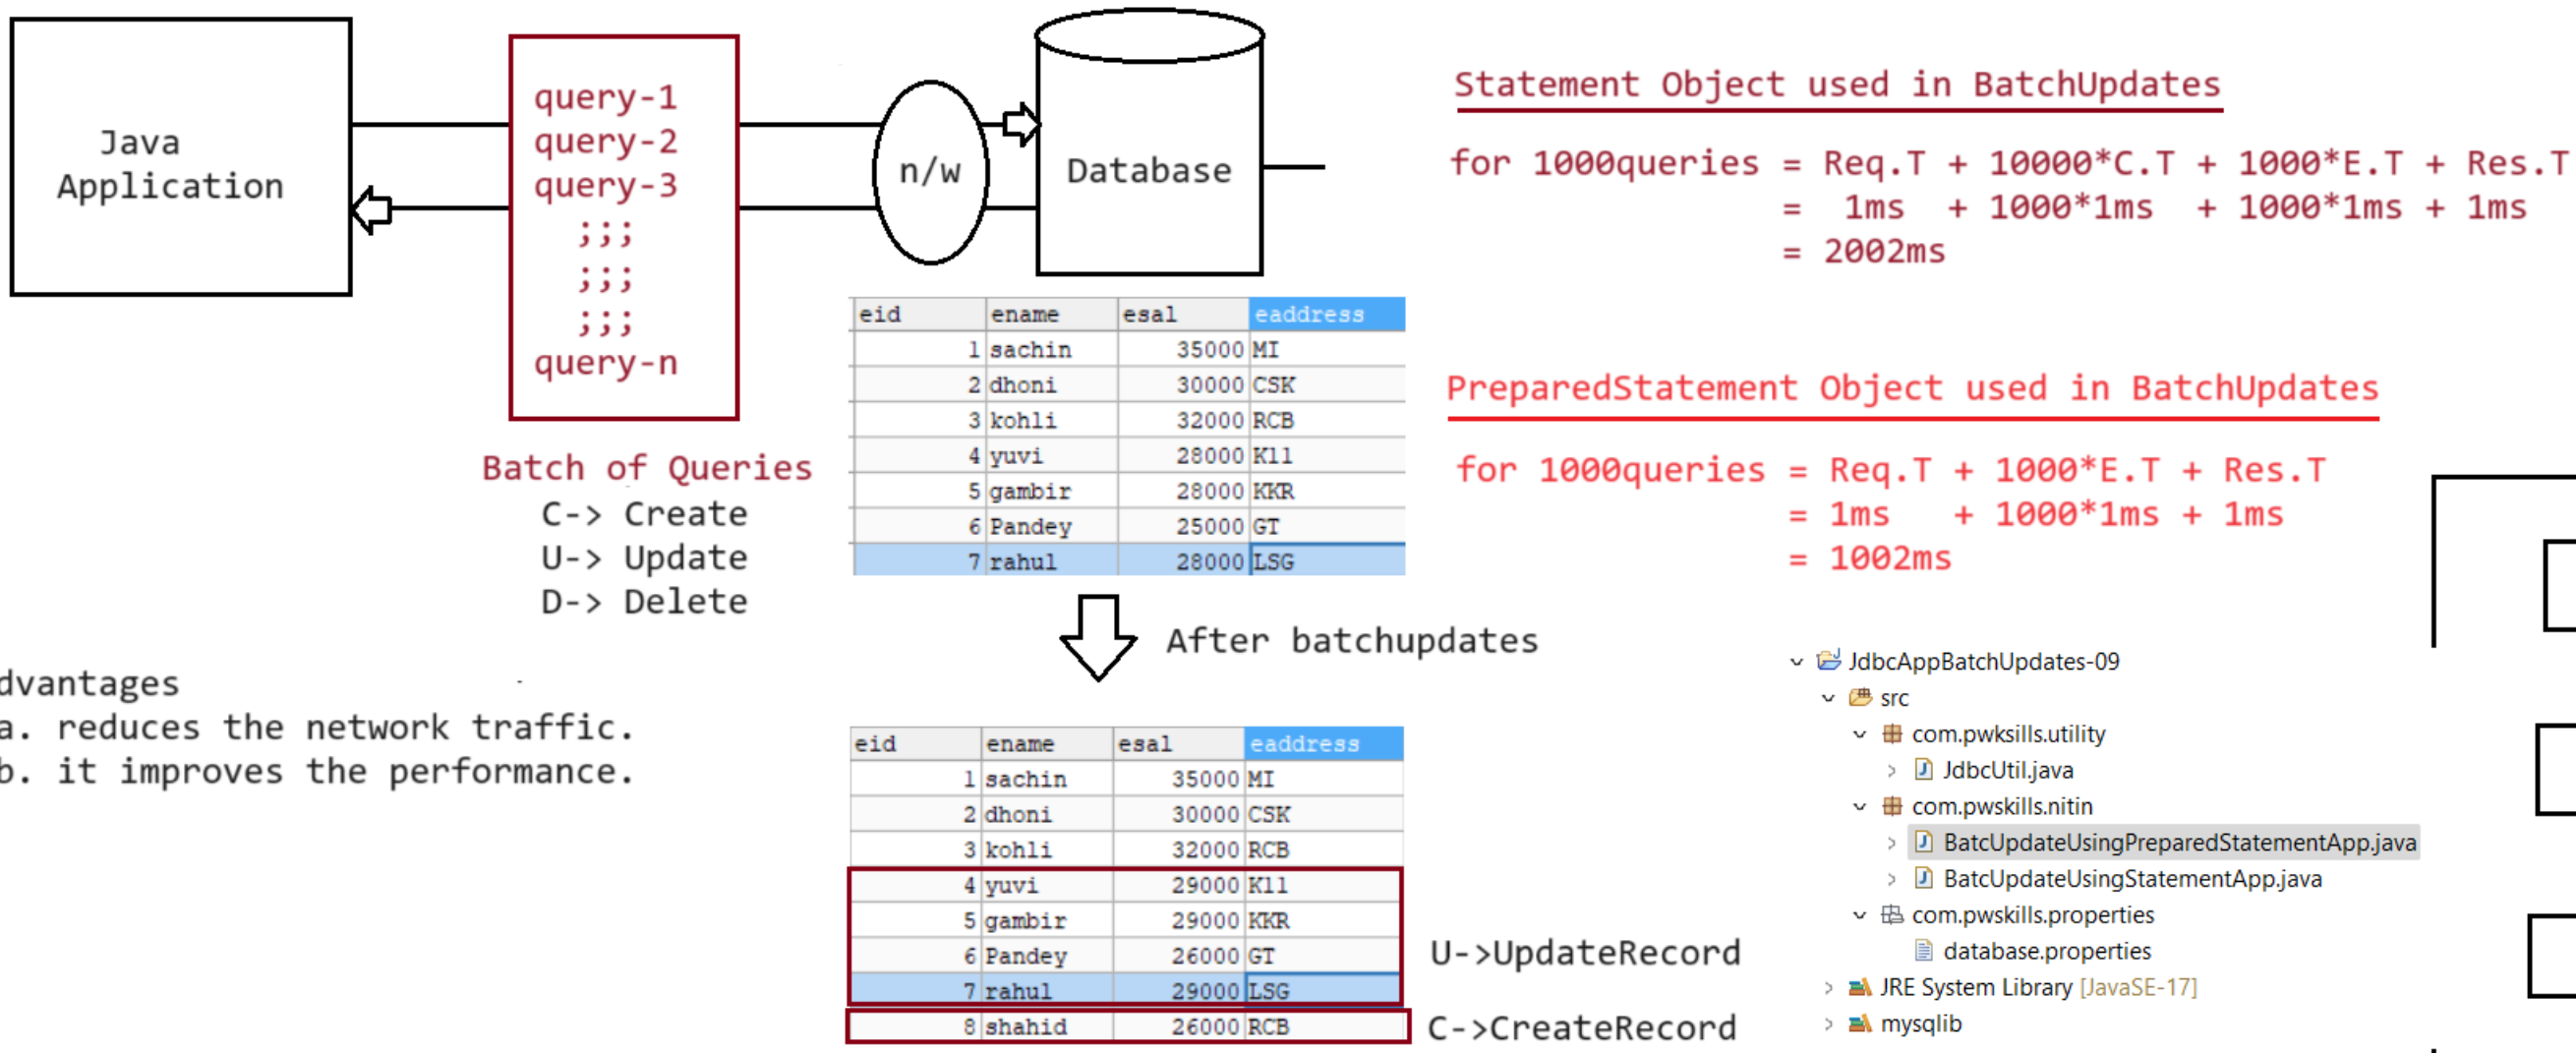 Java
Application
query-1
query-2
query-3
;;;
;;;
;;;
query-n
n/w
Database
Batch of Queries
C-> Create
U-> Update
D-> Delete
dvantages
a. reduces the network traffic.
b. it improves the performance.
eid ename esal eaddress
1 sachin 35000 MI
2 dhoni 30000 CSK
3 kohli 32000 RCB
4 yuvi 28000 K11
5 gambir 28000 KKR
6 Pandey 25000 GT
7 rahul 28000 LSG
After batchupdates
eid ename esal eaddress
1 sachin 35000 MI
2 dhoni 30000 CSK
3 kohli 32000 RCB
4 yuvi 29000 K11
5 gambir 29000 KKR
6 Pandey 26000 GT
7 rahul 29000 LSG
8 shahid 26000 RCB
U->UpdateRecord
C->CreateRecord
Statement Object used in BatchUpdates
for 1000queries = Req.T + 10000*C.T + 1000*E.T + Res.T
= 1ms + 1000*1ms + 1000*1ms + 1ms
= 2002ms
PreparedStatement Object used in BatchUpdates
for 1000queries = Req.T + 1000*E.T + Res.T
= 1ms + 1000*1ms + 1ms
= 1002ms
JdbcAppBatchUpdates-09
src
com.pwksills.utility
JdbcUtil.java
com.pwskills.nitin
BatcUpdateUsingPreparedStatementApp.java
BatcUpdateUsingStatementApp.java
com.pwskills.properties
database.properties
JRE System Library [JavaSE-17]
mysqlib